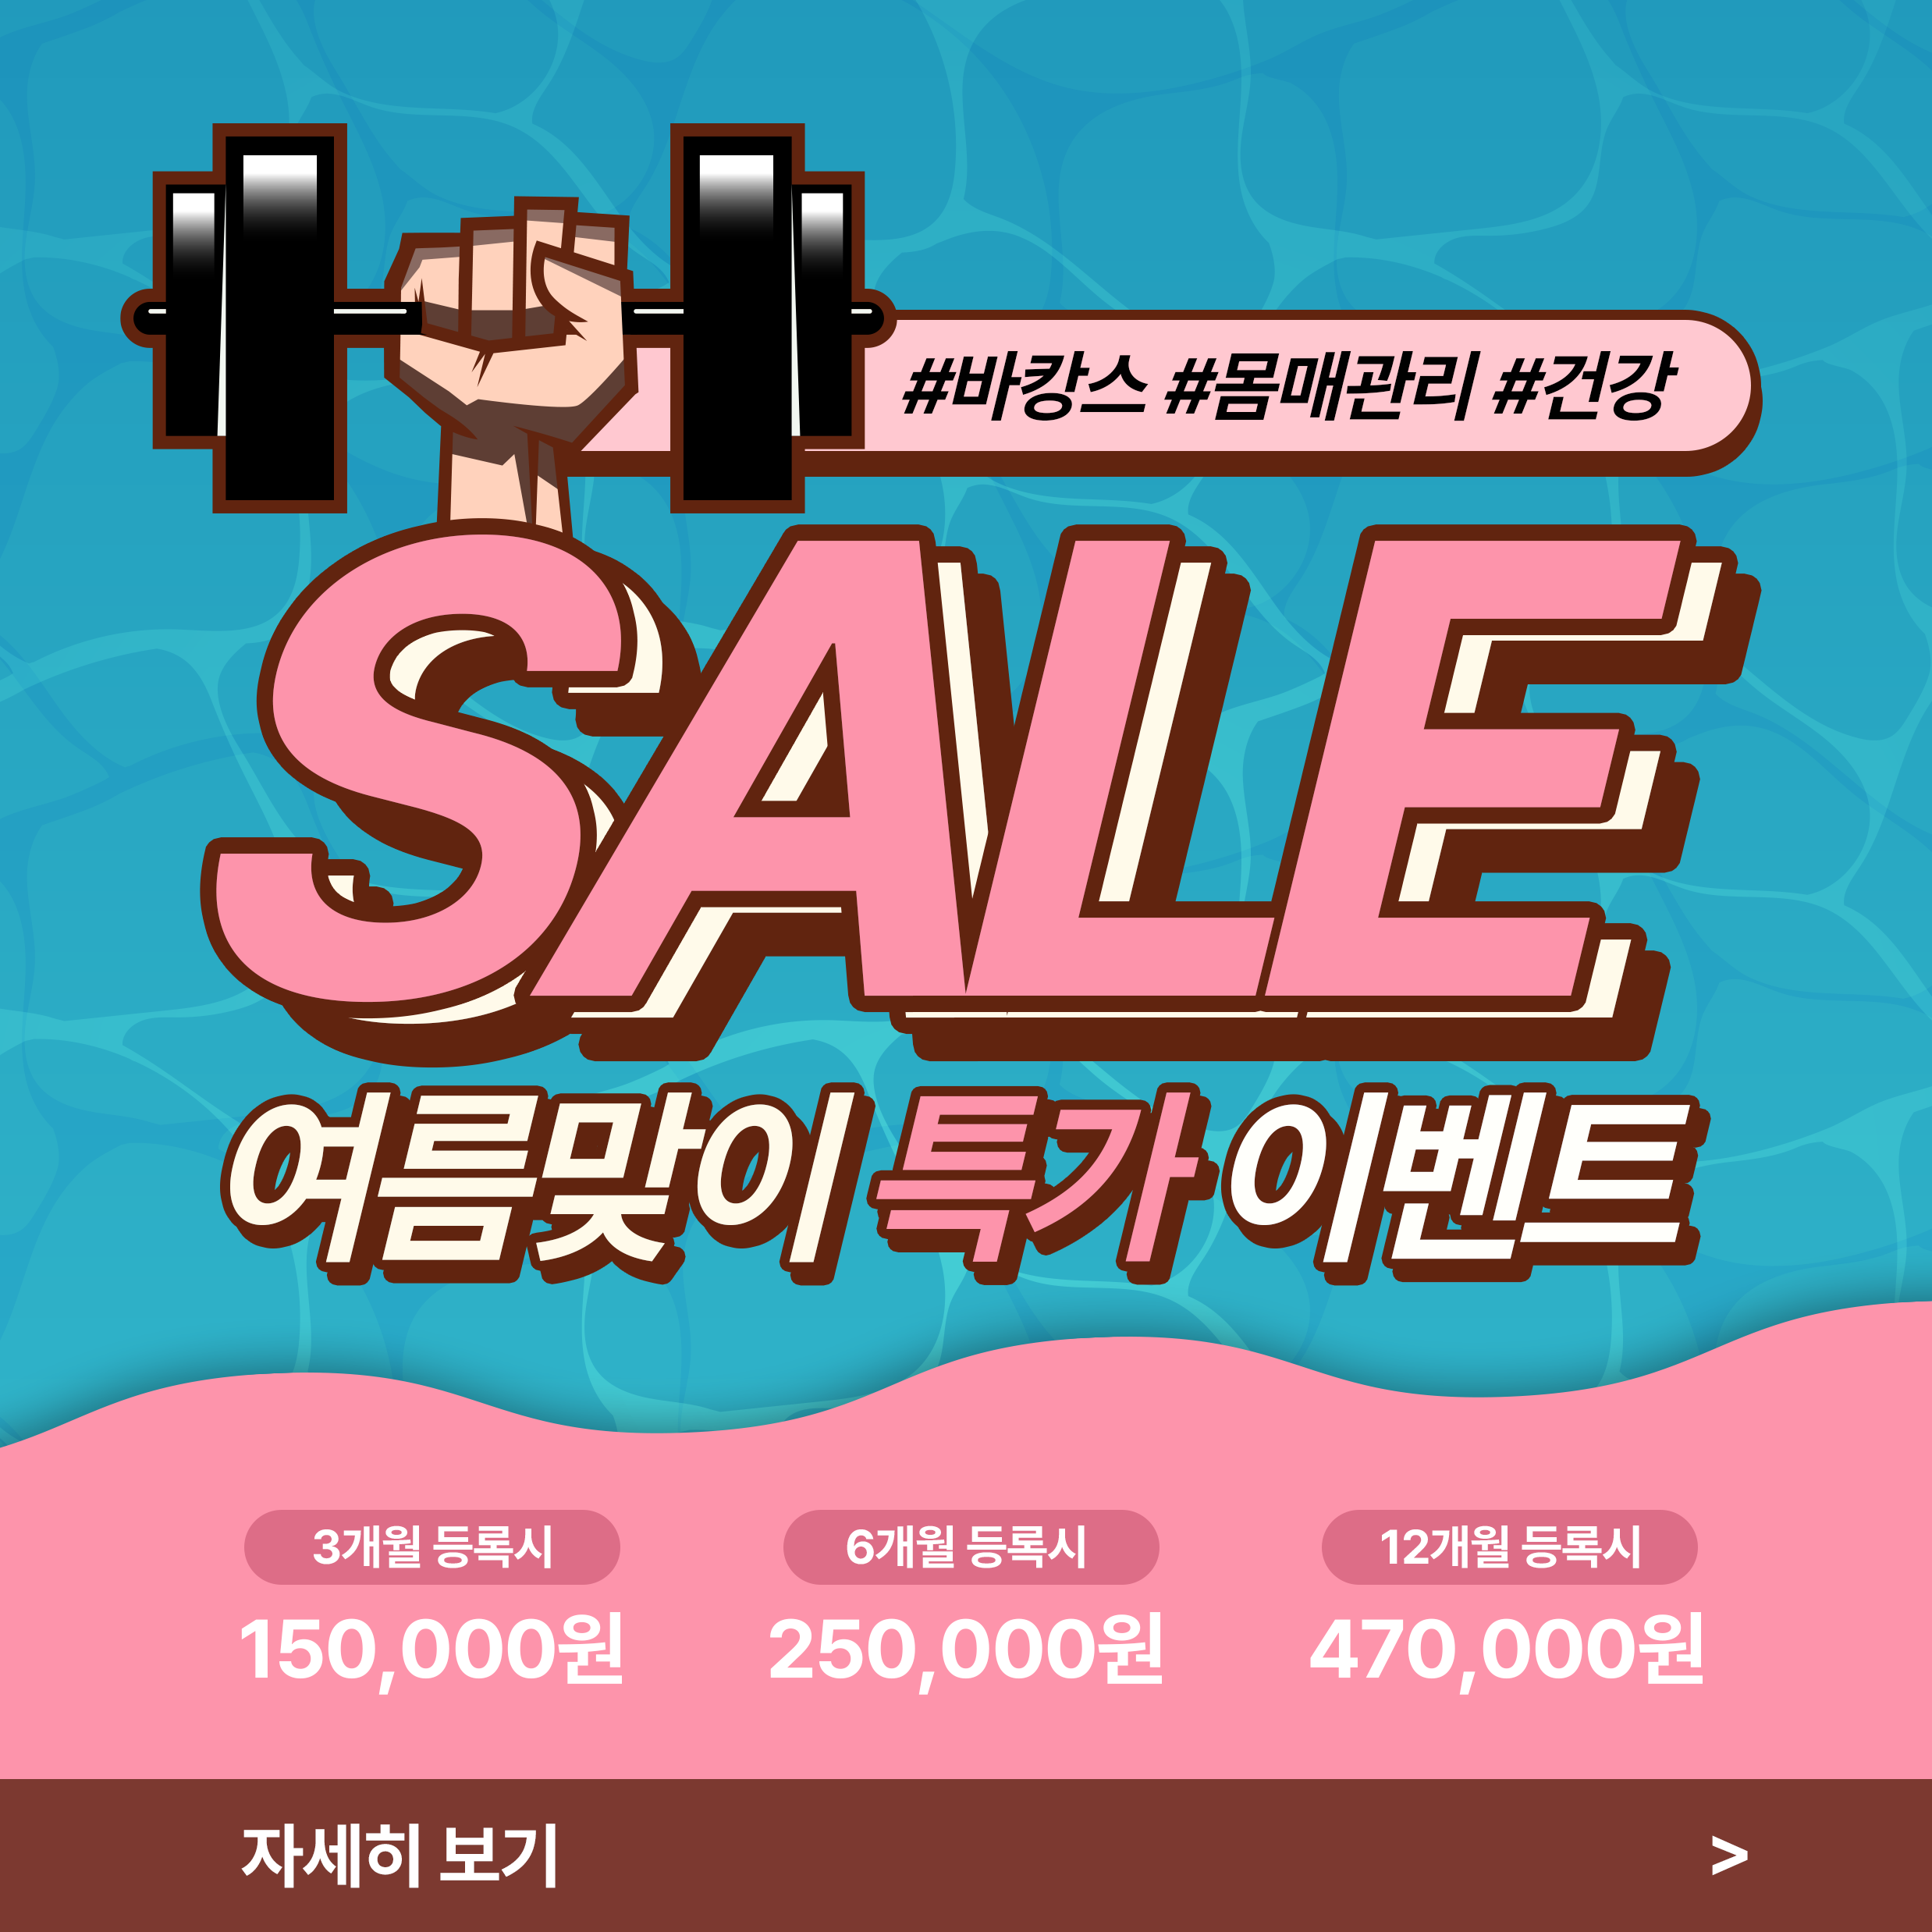 #바캉스 #몸매관리 #건강
SALE
여름맞이 특가 이벤트
3개월 등록시 6개월 등록시 12개월 등록시
150,000원 250,000원 470,000원
자세히 보기 >